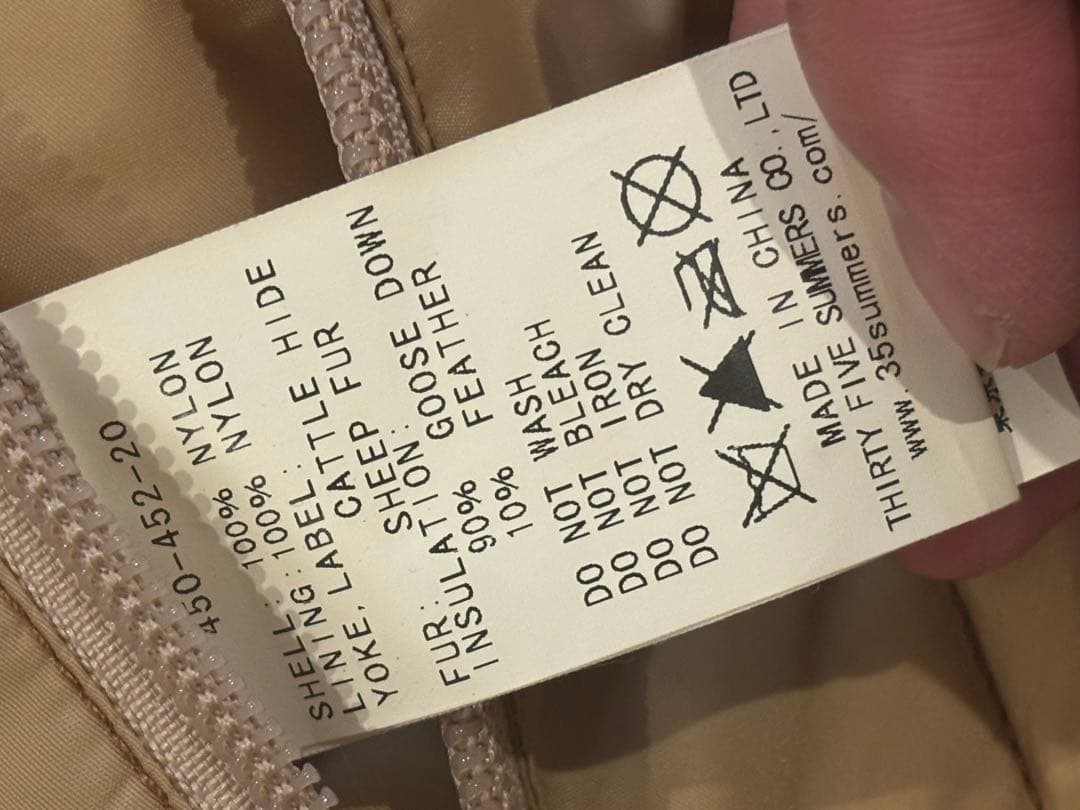 450-452-20
SHELL: 100% NYLON
LINING: 100% NYLON
YOKE, LABEL:
CATTLE HIDE
FUR: SHEEP FUR
INSULATION:
90% GOOSE DOWN
10% FEATHER
DO NOT WASH
DO NOT BLEACH
DO NOT IRON
DO NOT DRY CLEAN
MADE IN CHINA
THIRTY FIVE SUMMERS CO., LTD
www.35summers.com/